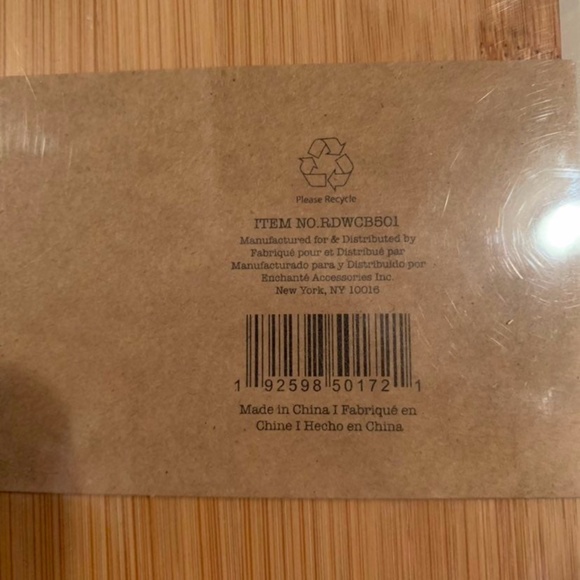 Please Recycle
ITEM NO.RDWCB501
Manufactured for & Distributed by
Fabriqué pour et Distribué par
Manufacturado para y Distribuido por
Enchanté Accessories Inc.
New York, NY 10016
1 92598 50172 1
Made in China I Fabriqué en
Chine I Hecho en China